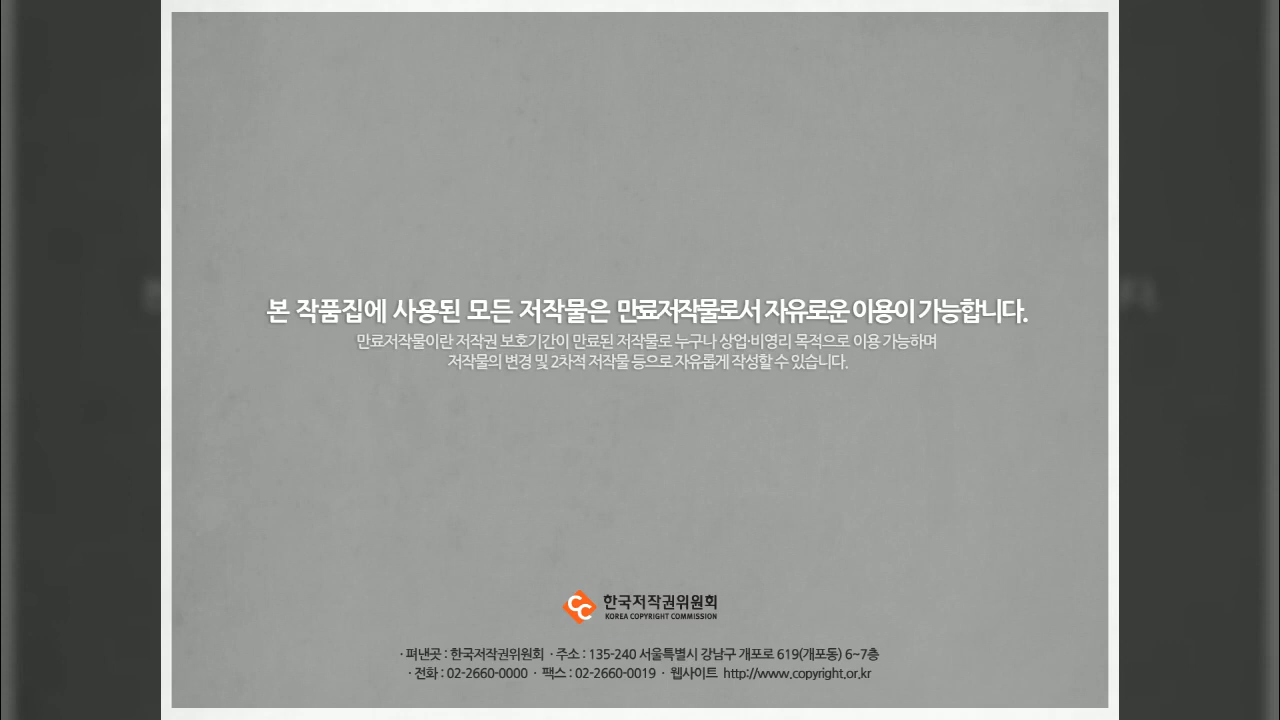 본 작품집에 사용된 모든 저작물은 만료저작물로서 자유로운 이용이 가능합니다.
만료저작물이란 저작권 보호기간이 만료된 저작물로 누구나 상업·비영리 목적으로 이용 가능하며
저작물의 변경 및 2차적 저작물 등으로 자유롭게 작성할 수 있습니다.
CC 한국저작권위원회
KOREA COPYRIGHT COMMISSION
· 펴낸곳 : 한국저작권위원회 · 주소 : 135-240 서울특별시 강남구 개포로 619(개포동) 6~7층
· 전화 : 02-2660-0000 · 팩스 : 02-2660-0019 · 웹사이트 http://www.copyright.or.kr